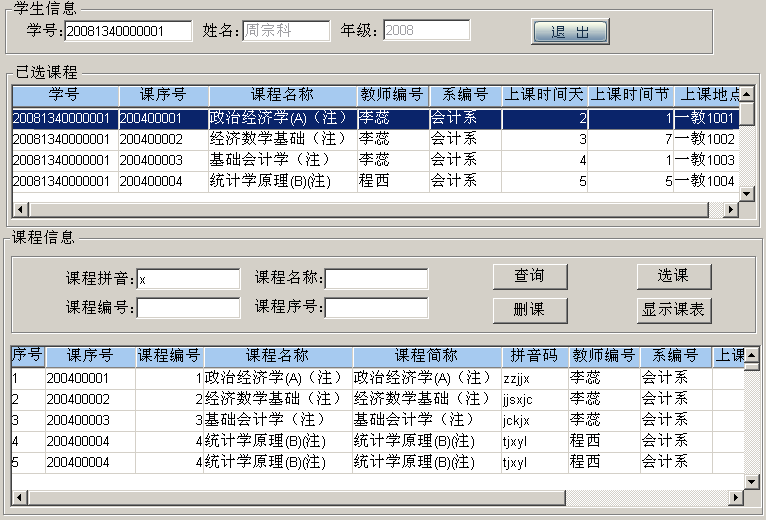 学生信息
学号:20081340000001 姓名:周宗科 年级:2008 退 出
已选课程
学号 课序号 课程名称 教师编号 系编号 上课时间天 上课时间节 上课地点
20081340000001 200400001 政治经济学(A)（注） 李蕊 会计系 2 1 一教1001
20081340000001 200400002 经济数学基础（注） 李蕊 会计系 3 7 一教1002
20081340000001 200400003 基础会计学（注） 李蕊 会计系 4 1 一教1003
20081340000001 200400004 统计学原理(B)(注) 程西 会计系 5 5 一教1004
课程信息
课程拼音:x 课程名称: 查询 选课
课程编号: 课程序号: 删课 显示课表
序号 课序号 课程编号 课程名称 课程简称 拼音码 教师编号 系编号 上课
1 200400001 1 政治经济学(A)（注） 政治经济学(A)（注） zzjjx 李蕊 会计系
2 200400002 2 经济数学基础（注） 经济数学基础（注） jjsxjc 李蕊 会计系
3 200400003 3 基础会计学（注） 基础会计学（注） jckjx 李蕊 会计系
4 200400004 4 统计学原理(B)(注) 统计学原理(B)(注) tjxyl 程西 会计系
5 200400004 4 统计学原理(B)(注) 统计学原理(B)(注) tjxyl 程西 会计系